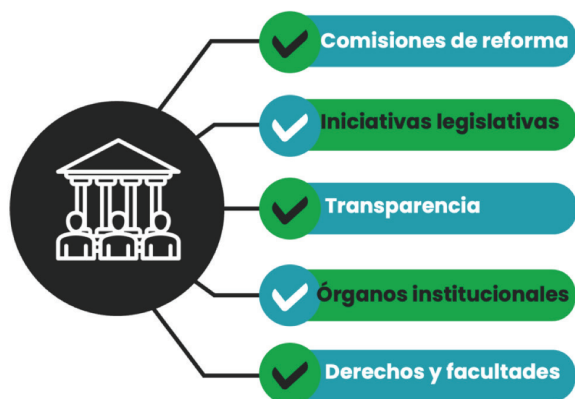 Comisiones de reforma
Iniciativas legislativas
Transparencia
Órganos institucionales
Derechos y facultades